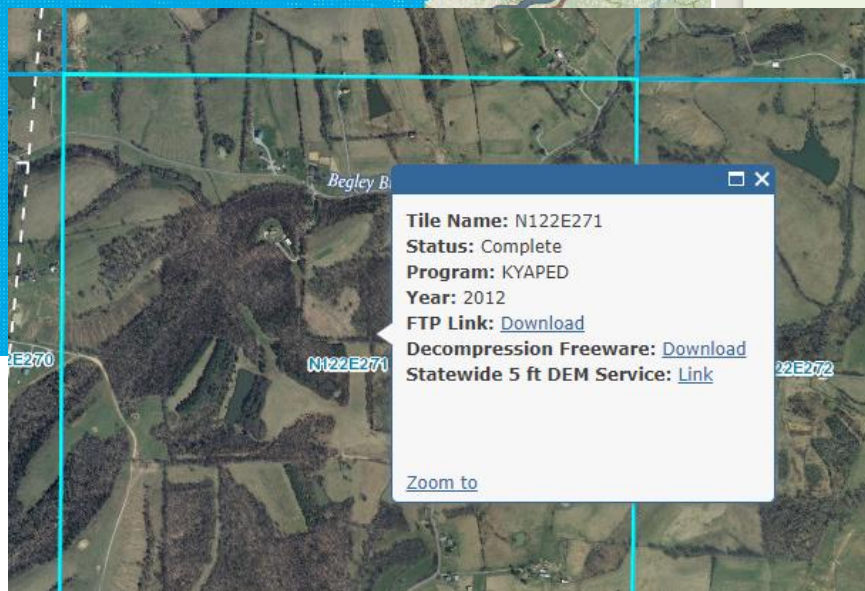 Begley B
Tile Name: N122E271
Status: Complete
Program: KYAPED
Year: 2012
FTP Link: Download
Decompression Freeware: Download
Statewide 5 ft DEM Service: Link
2E270
N122E271
22E272
Zoom to